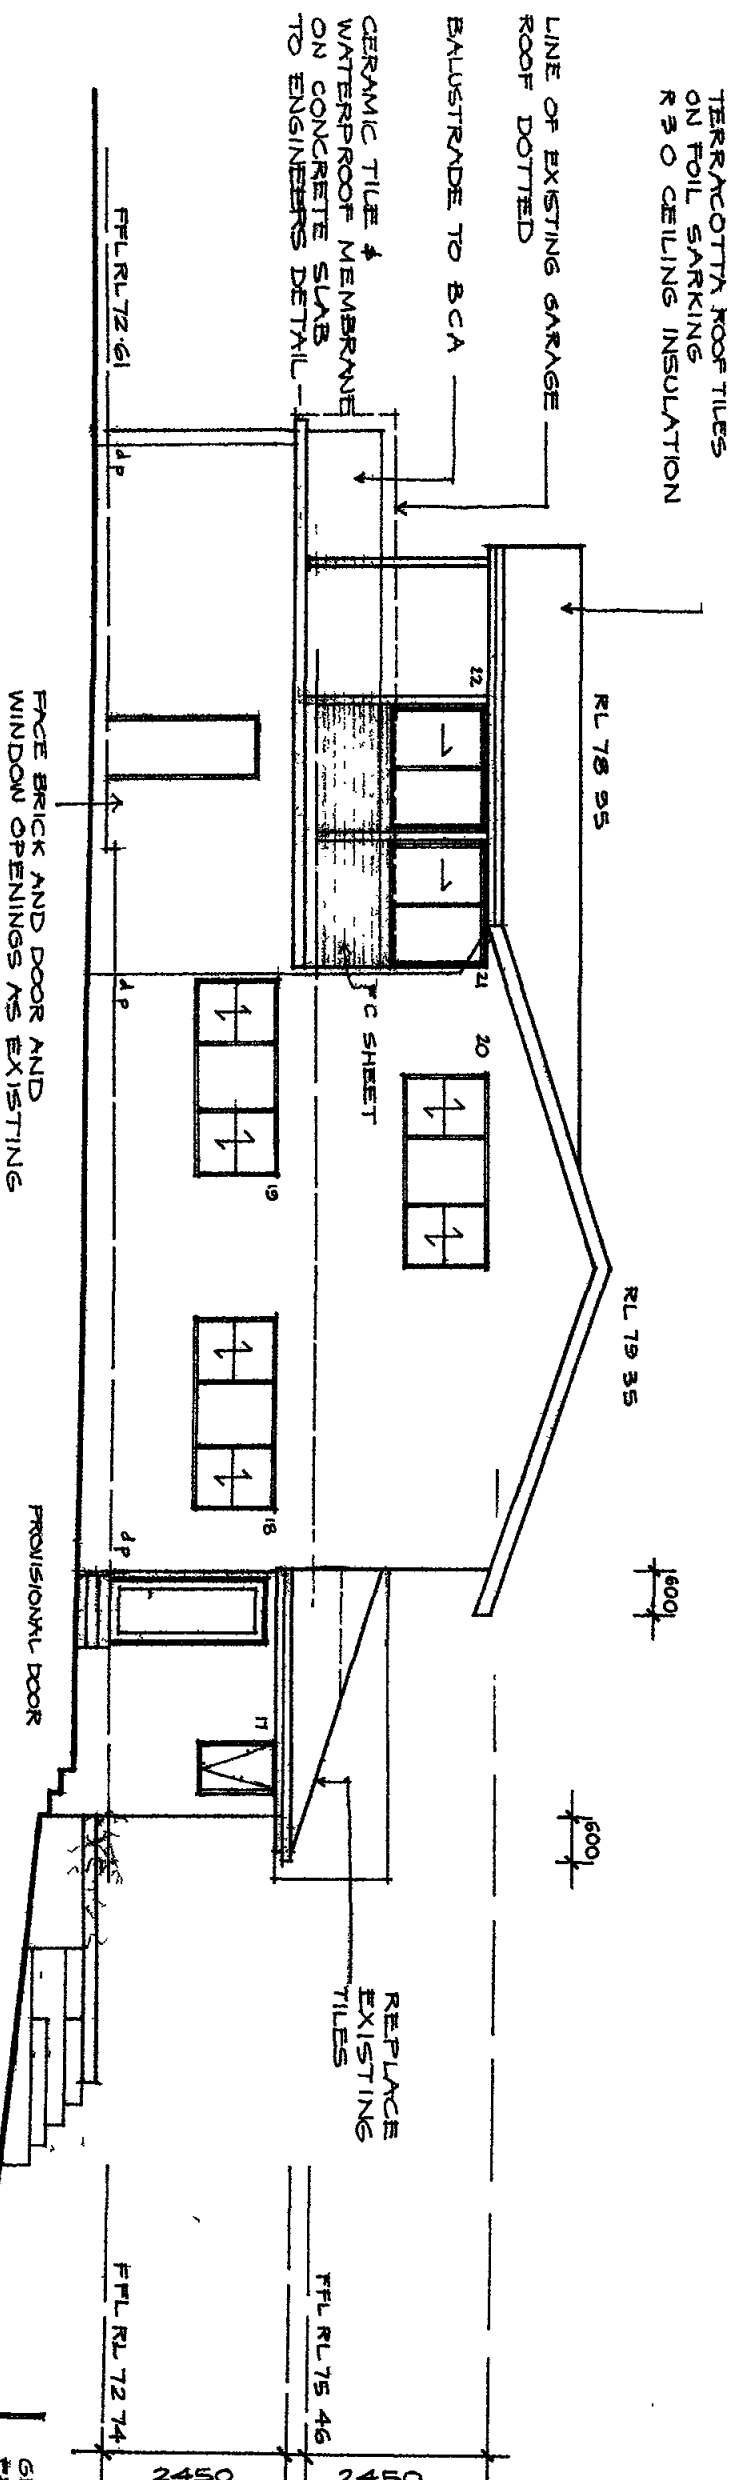 TERRACOTTA ROOF TILES
ON FOIL SARKING
R 3 0 CEILING INSULATION
LINE OF EXISTING GARAGE
ROOF DOTTED
BALUSTRADE TO BCA
CERAMIC TILE &
WATERPROOF MEMBRANE
ON CONCRETE SLAB
TO ENGINEERS DETAIL
FFL RL 72.61
dp
RL 78 95
22
21
20
FC SHEET
dp
19
FACE BRICK AND DOOR AND
WINDOW OPENINGS AS EXISTING
RL 79 35
18
dp
PROVISIONAL DOOR
600
17
600
REPLACE
EXISTING
TILES
FFL RL 75 46
FFL RL 72 74
2450
2450